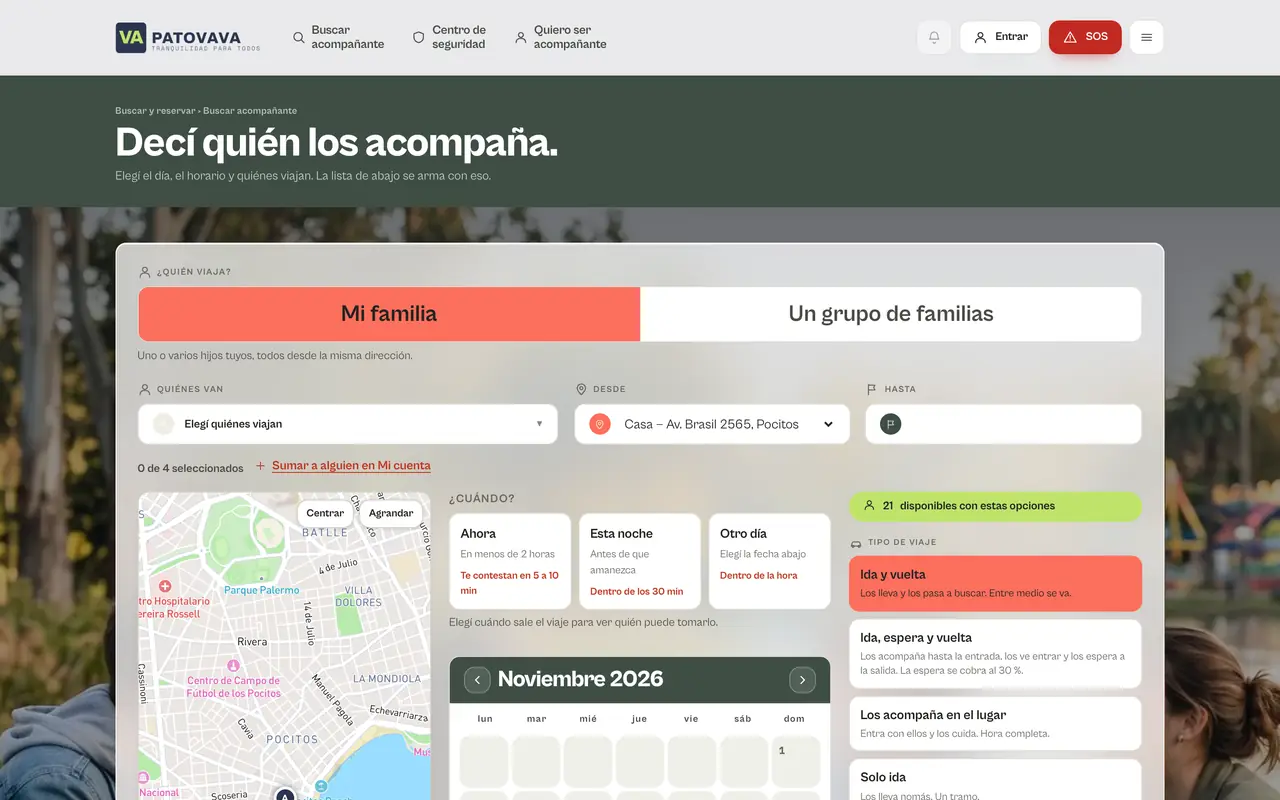 VA PATOVAVA
TRANQUILIDAD PARA TODOS
Buscar
acompañante
Centro de
seguridad
Quiero ser
acompañante
Entrar
SOS
Buscar y reservar › Buscar acompañante
Decí quién los acompaña.
Elegí el día, el horario y quiénes viajan. La lista de abajo se arma con eso.
¿QUIÉN VIAJA?
Mi familia
Un grupo de familias
Uno o varios hijos tuyos, todos desde la misma dirección.
QUIÉNES VAN
DESDE
HASTA
Elegí quiénes viajan
Casa – Av. Brasil 2565, Pocitos
0 de 4 seleccionados
Sumar a alguien en Mi cuenta
Centrar
Agrandar
BATLLE
4 de Julio
Parque Palermo
VILLA
DOLORES
tro Hospitalario
ereira Rossell
14 de Julio
Rivera
Centro de Campo de
Fútbol de los Pocitos
LA MONDIOLA
Cassinoni
Manuel Pagola
Echevarriarza
Cavia
POCITOS
Mus
Nacional
Scoseria
A
¿CUÁNDO?
Ahora
En menos de 2 horas
Te contestan en 5 a 10
min
Esta noche
Antes de que
amanezca
Dentro de los 30 min
Otro día
Elegí la fecha abajo
Dentro de la hora
Elegí cuándo sale el viaje para ver quién puede tomarlo.
Noviembre 2026
lun mar mié jue vie sáb dom
1
21 disponibles con estas opciones
TIPO DE VIAJE
Ida y vuelta
Los lleva y los pasa a buscar. Entre medio se va.
Ida, espera y vuelta
Los acompaña hasta la entrada, los ve entrar y los espera a
la salida. La espera se cobra al 30 %.
Los acompaña en el lugar
Entra con ellos y los cuida. Hora completa.
Solo ida
Los lleva nomás. Un tramo.